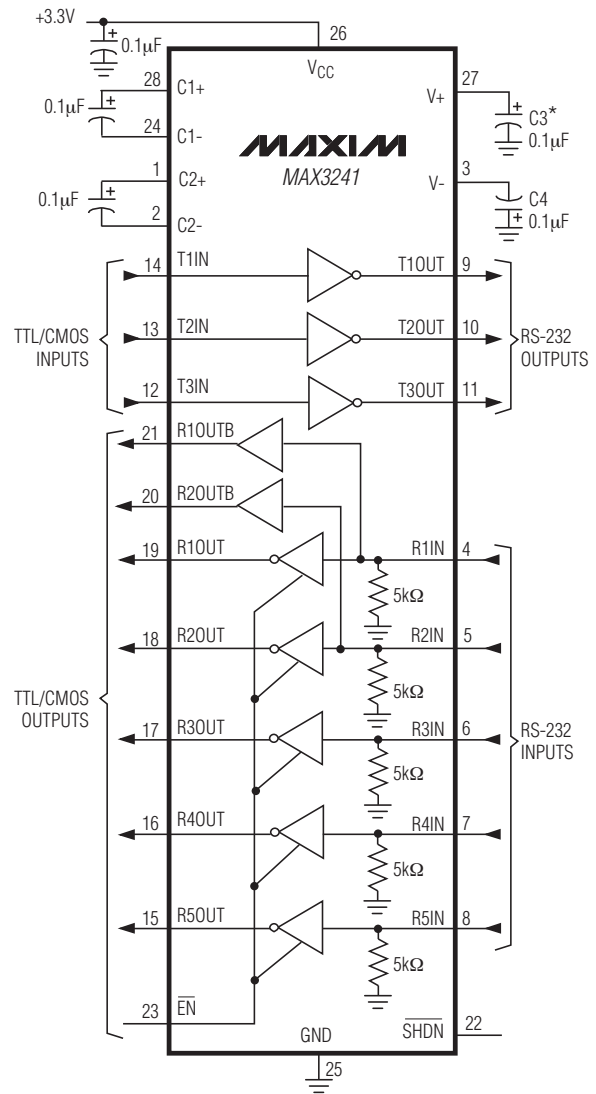 +3.3V
26
0.1µF
VCC
28
C1+
27
V+
0.1µF
C3*
0.1µF
24
C1-
MAXIM
MAX3241
1
C2+
3
V-
0.1µF
C4
0.1µF
2
C2-
14
T1IN
T1OUT
9
TTL/CMOS
INPUTS
13
T2IN
T2OUT
10
RS-232
OUTPUTS
12
T3IN
T3OUT
11
21
R1OUTB
20
R2OUTB
19
R1OUT
R1IN
4
5kΩ
18
R2OUT
R2IN
5
5kΩ
TTL/CMOS
OUTPUTS
17
R3OUT
R3IN
6
RS-232
INPUTS
5kΩ
16
R4OUT
R4IN
7
5kΩ
15
R5OUT
R5IN
8
5kΩ
23
EN
GND
SHDN
22
25